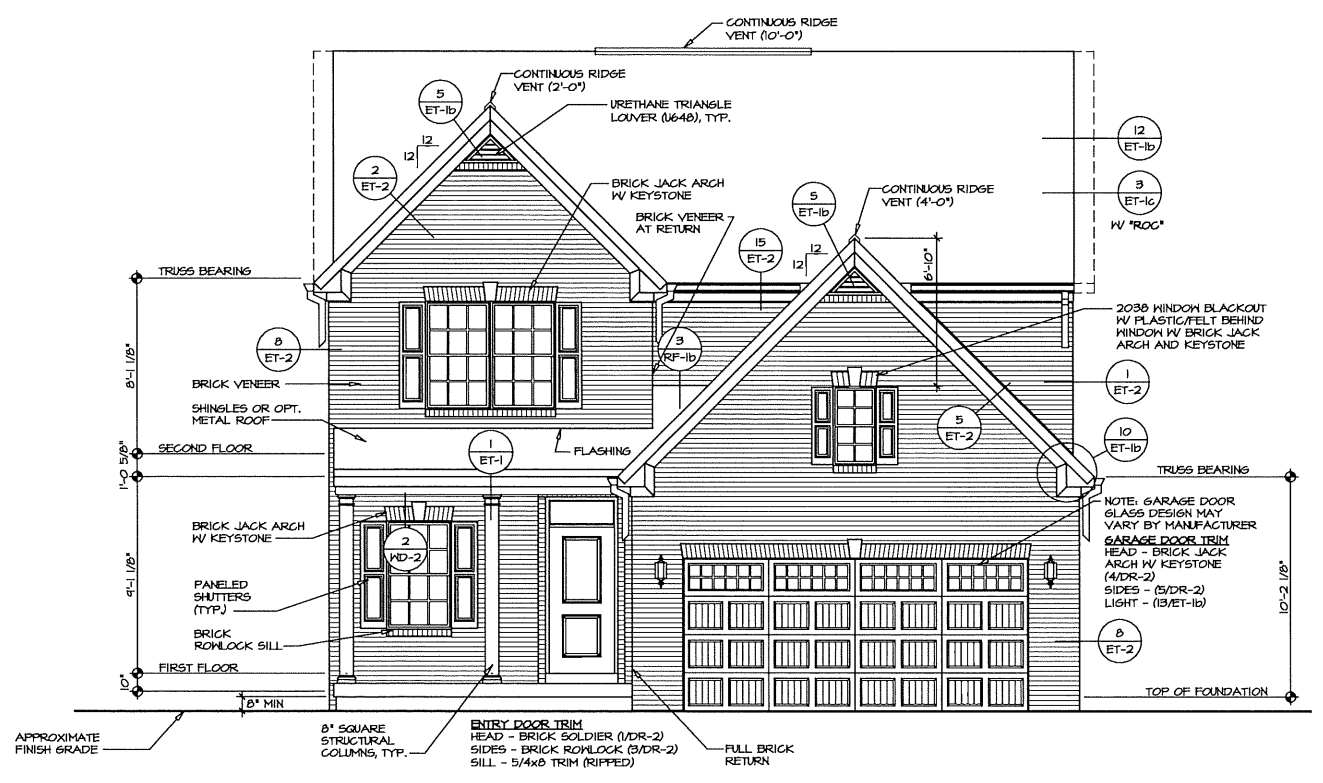 CONTINUOUS RIDGE
VENT (10'-0")
CONTINUOUS RIDGE
VENT (2'-0")
5
ET-1b
URETHANE TRIANGLE
LOUVER (U648), TYP.
12
12
2
ET-2
12
ET-1b
3
ET-1c
W/ "ROC"
BRICK JACK ARCH
W/ KEYSTONE
BRICK VENEER
AT RETURN
5
ET-1b
CONTINUOUS RIDGE
VENT (4'-0")
15
ET-2
12
12
6'-10"
TRUSS BEARING
2038 WINDOW BLACKOUT
W/ PLASTIC/FELT BEHIND
WINDOW W/ BRICK JACK
ARCH AND KEYSTONE
8
ET-2
3
RF-1b
8'-1 1/8"
BRICK VENEER
1
ET-2
SHINGLES OR OPT.
METAL ROOF
5
ET-2
10
ET-1b
SECOND FLOOR
1
ET-1
FLASHING
1'-0 5/8"
TRUSS BEARING
BRICK JACK ARCH
W/ KEYSTONE
2
WD-2
NOTE: GARAGE DOOR
GLASS DESIGN MAY
VARY BY MANUFACTURER
GARAGE DOOR TRIM
HEAD - BRICK JACK
ARCH W/ KEYSTONE
(4/DR-2)
SIDES - (5/DR-2)
LIGHT - (13/ET-1b)
9'-1 1/8"
PANELED
SHUTTERS
(TYP.)
10'-2 1/8"
BRICK
ROWLOCK SILL
8
ET-2
FIRST FLOOR
10"
8" MIN
TOP OF FOUNDATION
APPROXIMATE
FINISH GRADE
8" SQUARE
STRUCTURAL
COLUMNS, TYP.
ENTRY DOOR TRIM
HEAD - BRICK SOLDIER (1/DR-2)
SIDES - BRICK ROWLOCK (3/DR-2)
SILL - 5/4x8 TRIM (RIPPED)
FULL BRICK
RETURN